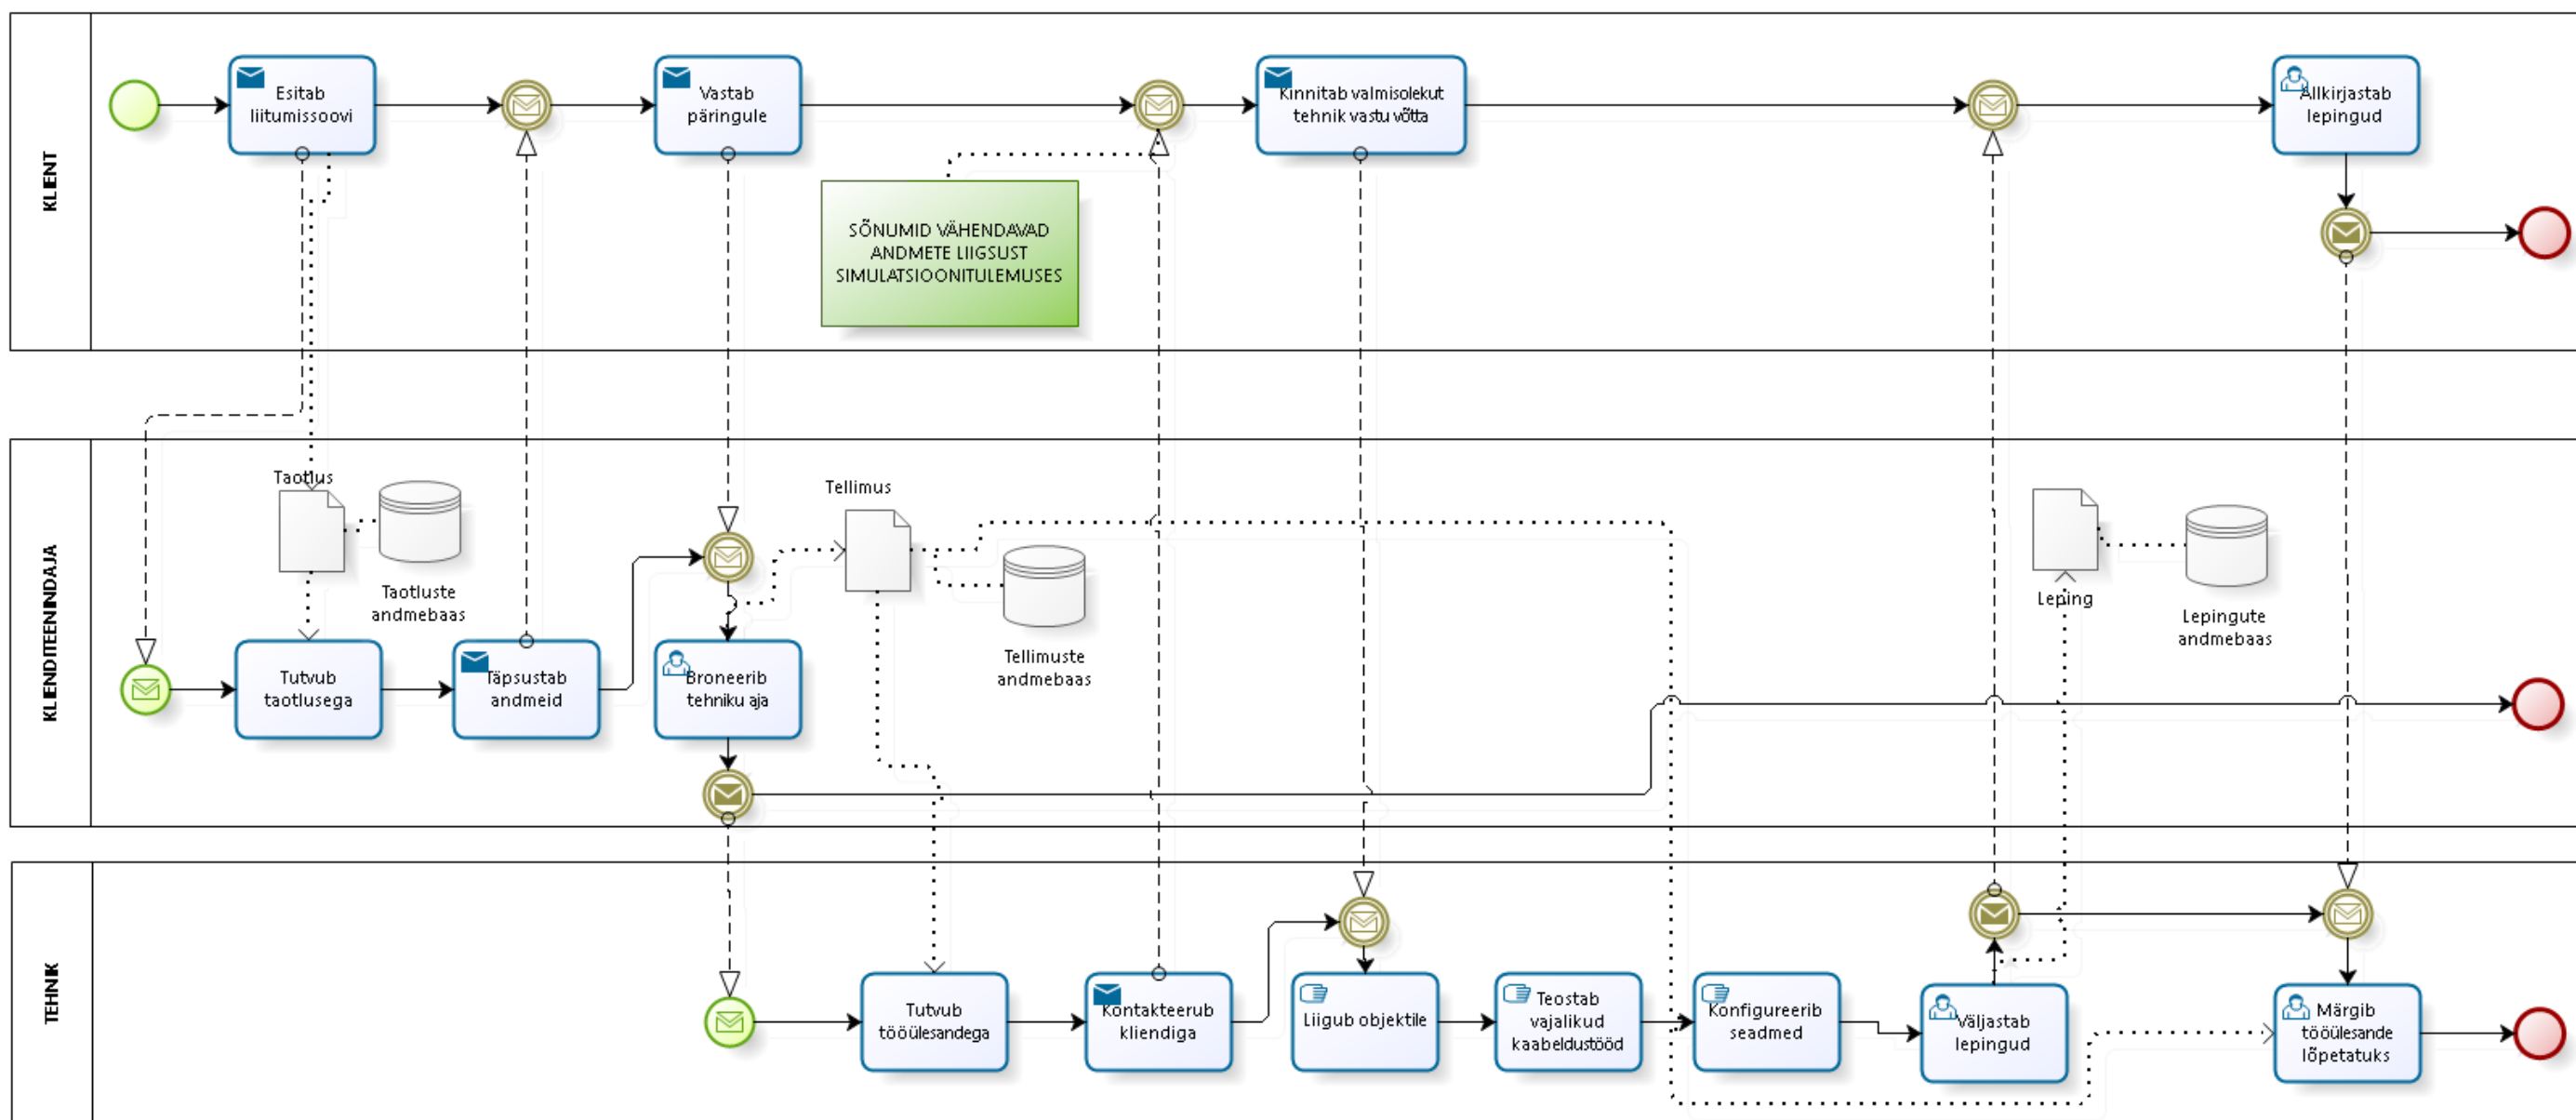 KLIENT
Esitab
liitumissoovi
Vastab
päringule
Kinnitab valmisolekut
tehnik vastu võtta
Allkirjastab
lepingud
SÕNUMID VÄHENDAVAD
ANDMETE LIIGSUST
SIMULATSIOONITULEMUSES
KLIENDITEENINDAJA
Taotlus
Taotluste
andmebaas
Tellimus
Tellimuste
andmebaas
Leping
Lepingute
andmebaas
Tutvub
taotlusega
Täpsustab
andmeid
Broneerib
tehniku aja
TEHNIK
Tutvub
tööülesandega
Kontakteerub
kliendiga
Liigub objektile
Teostab
vajalikud
kaabeldustööd
Konfigureerib
seadmed
Väljastab
lepingud
Märgib
tööülesande
lõpetatuks